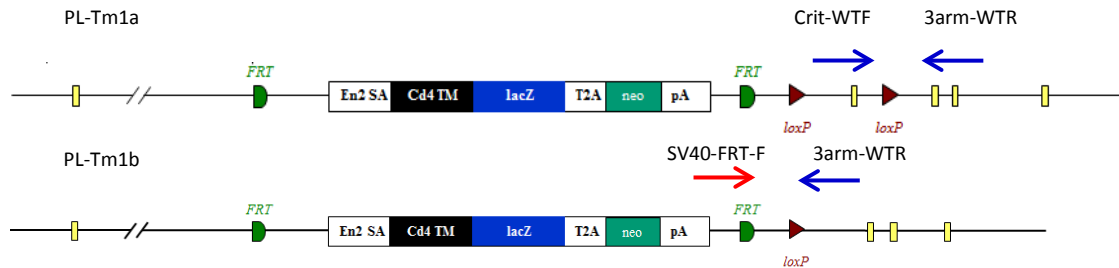 PL-Tm1a
Crit-WTF 3arm-WTR
FRT FRT
En2 SA Cd4 TM lacZ T2A neo pA
loxP loxP
PL-Tm1b
SV40-FRT-F 3arm-WTR
FRT FRT
En2 SA Cd4 TM lacZ T2A neo pA
loxP